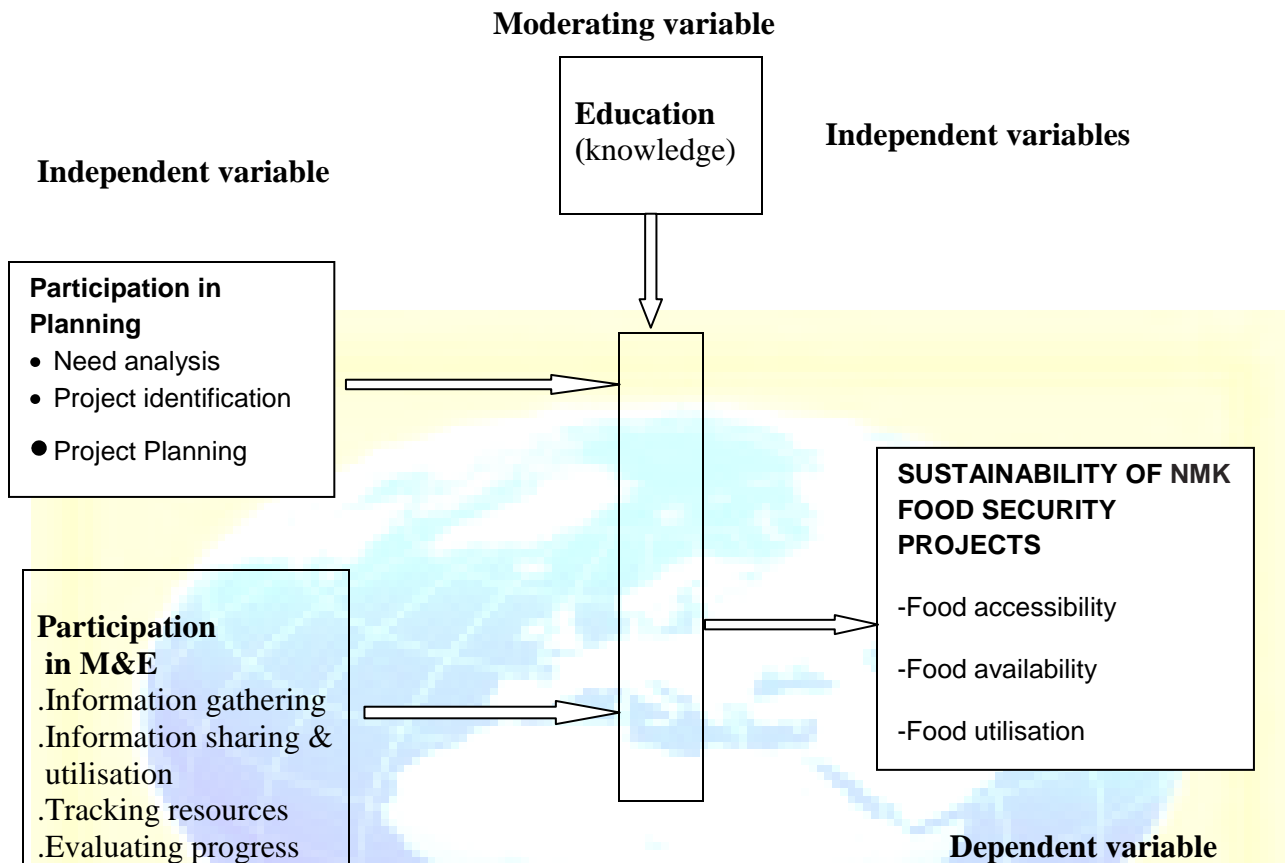 Moderating variable
Education
(knowledge)
Independent variables
Independent variable
Participation in
Planning
• Need analysis
• Project identification
• Project Planning
SUSTAINABILITY OF NMK
FOOD SECURITY
PROJECTS
-Food accessibility
-Food availability
-Food utilisation
Participation
in M&E
.Information gathering
.Information sharing &
utilisation
.Tracking resources
.Evaluating progress
Dependent variable